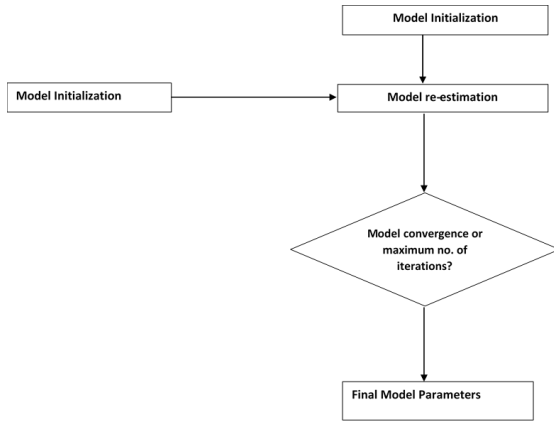 Model Initialization
Model Initialization
Model re-estimation
Model convergence or
maximum no. of
iterations?
Final Model Parameters